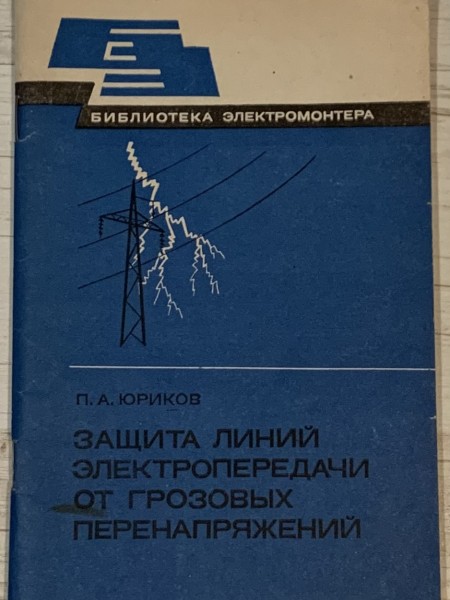 БИБЛИОТЕКА ЭЛЕКТРОМОНТЕРА
П. А. ЮРИКОВ
ЗАЩИТА ЛИНИЙ
ЭЛЕКТРОПЕРЕДАЧИ
ОТ ГРОЗОВЫХ
ПЕРЕНАПРЯЖЕНИЙ